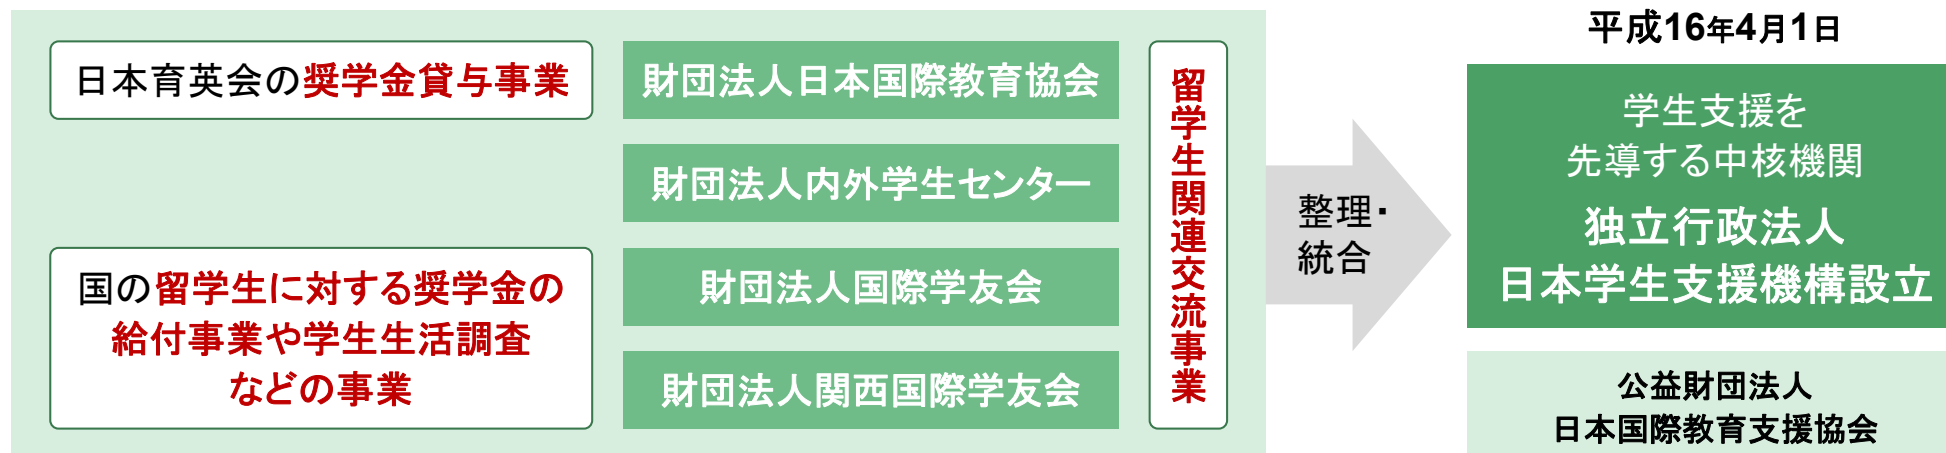 日本育英会の奨学金貸与事業
国の留学生に対する奨学金の
給付事業や学生生活調査
などの事業
財団法人日本国際教育協会
財団法人内外学生センター
財団法人国際学友会
財団法人関西国際学友会
留学生関連交流事業
整理・
統合
平成16年4月1日
学生支援を
先導する中核機関
独立行政法人
日本学生支援機構設立
公益財団法人
日本国際教育支援協会